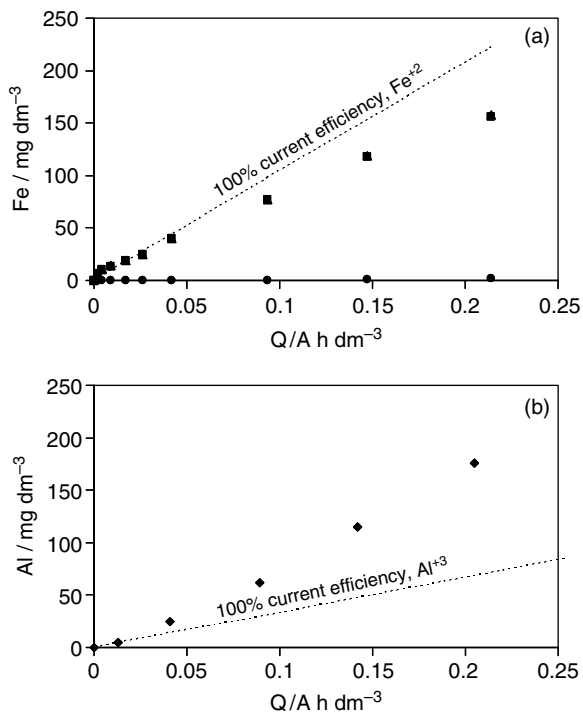 250
200
150
100
50
0
Fe / mg dm⁻³
(a)
100% current efficiency, Fe⁺²
0 0.05 0.1 0.15 0.2 0.25
Q/A h dm⁻³
250
200
150
100
50
0
Al / mg dm⁻³
(b)
100% current efficiency, Al⁺³
0 0.05 0.1 0.15 0.2 0.25
Q/A h dm⁻³